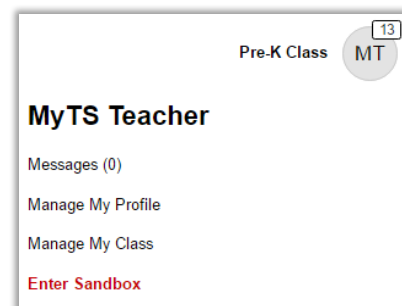 13
Pre-K Class MT
MyTS Teacher
Messages (0)
Manage My Profile
Manage My Class
Enter Sandbox